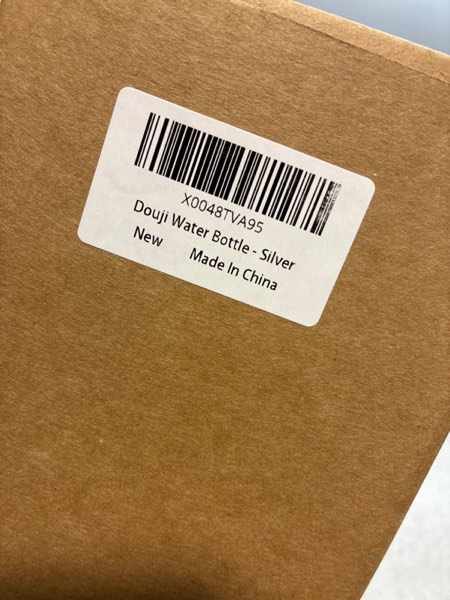 X0048TVA95
Douji Water Bottle - Silver
New Made In China